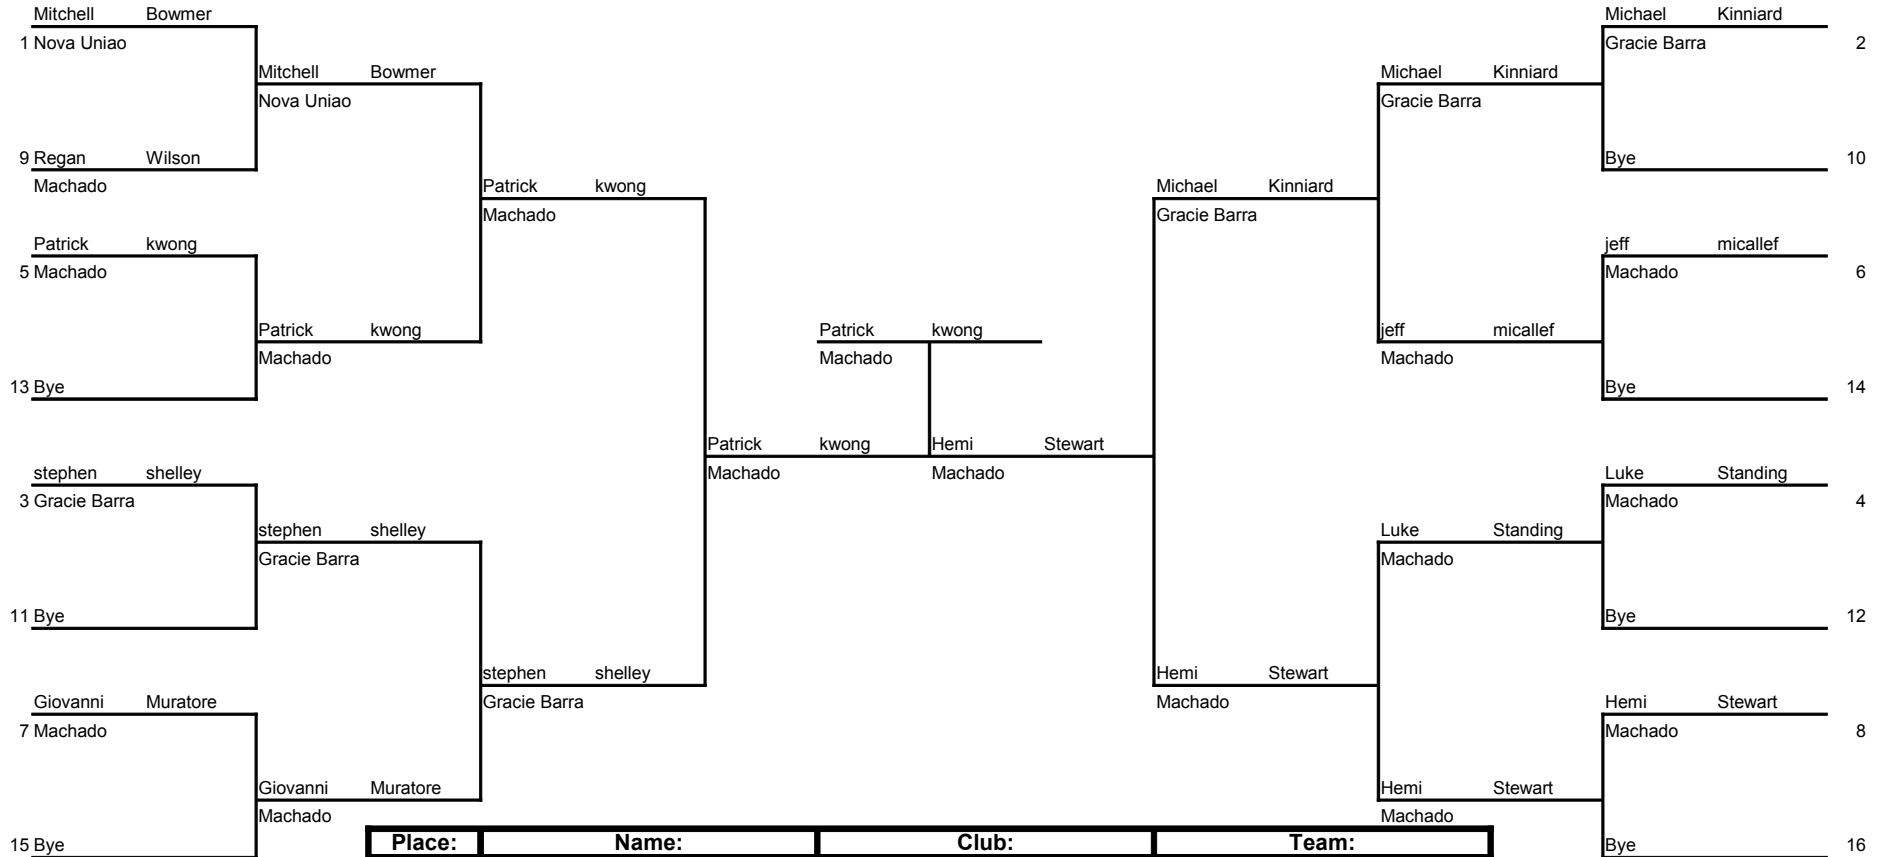 Mitchell Bowmer Michael Kinniard
1 Nova Uniao Gracie Barra 2
Mitchell Bowmer Michael Kinniard
Nova Uniao Gracie Barra
9 Regan Wilson Bye 10
Machado Patrick kwong Michael Kinniard
Machado Gracie Barra
Patrick kwong jeff micallef
5 Machado Machado 6
Patrick kwong Patrick kwong jeff micallef
Machado Machado Machado
13 Bye Bye 14
Patrick kwong Hemi Stewart
stephen shelley Machado Machado Luke Standing
3 Gracie Barra Machado 4
stephen shelley Luke Standing
Gracie Barra Machado
11 Bye Bye 12
stephen shelley Hemi Stewart
Giovanni Muratore Gracie Barra Machado Hemi Stewart
7 Machado Machado 8
Giovanni Muratore Hemi Stewart
Machado Machado
15 Bye Place: Name: Club: Team: Bye 16